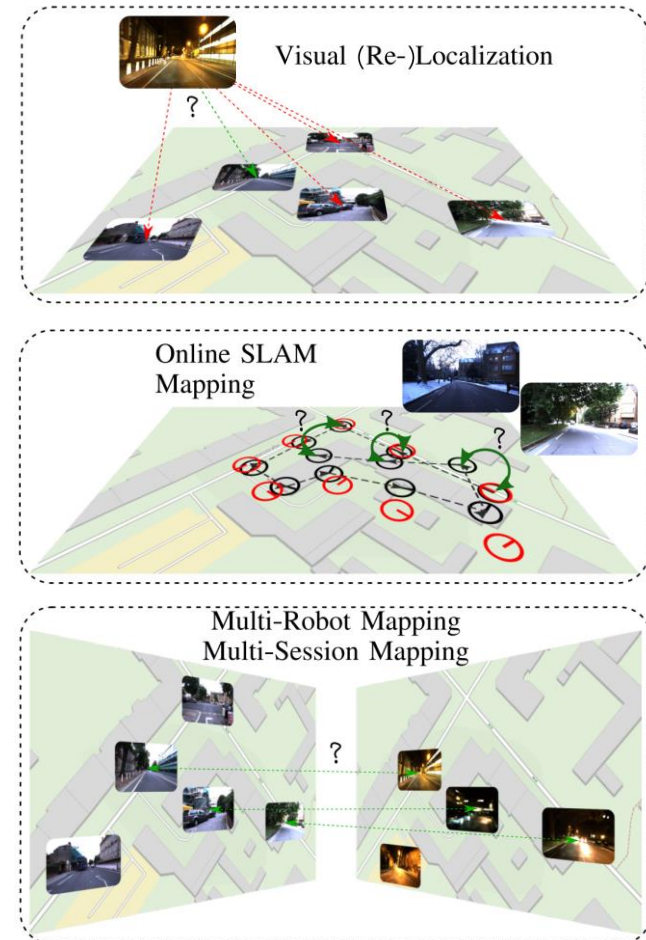 Visual (Re-)Localization
?
Online SLAM
Mapping
?
?
?
Multi-Robot Mapping
Multi-Session Mapping
?